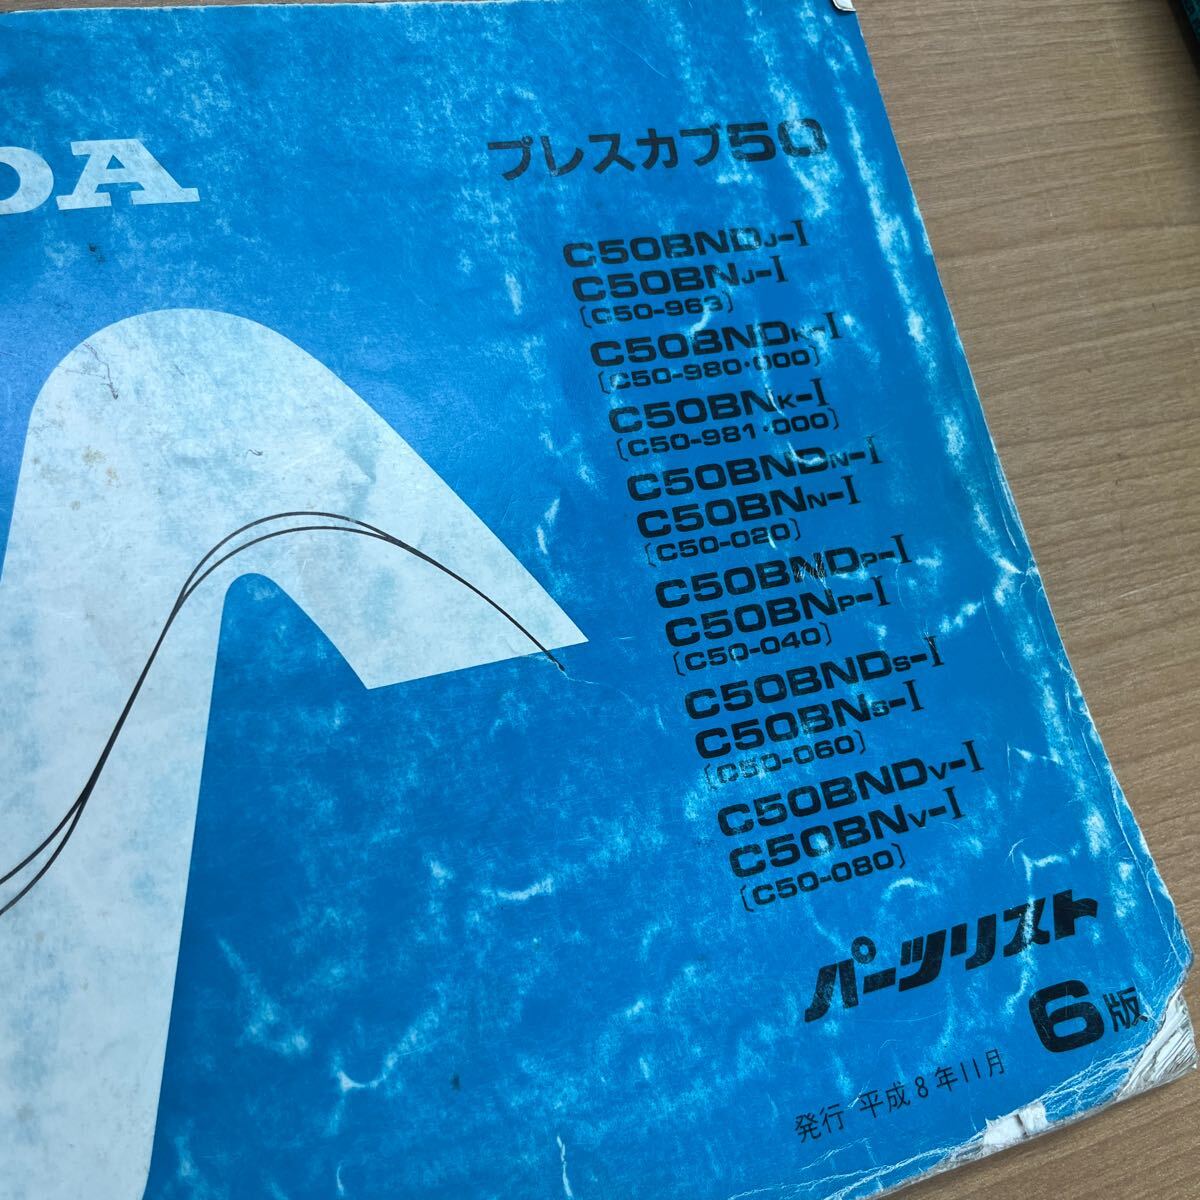 DA
プレスカブ50
C50BNDJ-I
C50BNJ-I
[C50-963]
C50BNDK-I
[C50-980・000]
C50BNK-I
[C50-981・000]
C50BNDN-I
C50BNN-I
[C50-020]
C50BNDP-I
C50BNP-I
[C50-040]
C50BNDS-I
C50BNS-I
[C50-060]
C50BNDV-I
C50BNV-I
[C50-080]
パーツリスト
6版
発行 平成8年11月